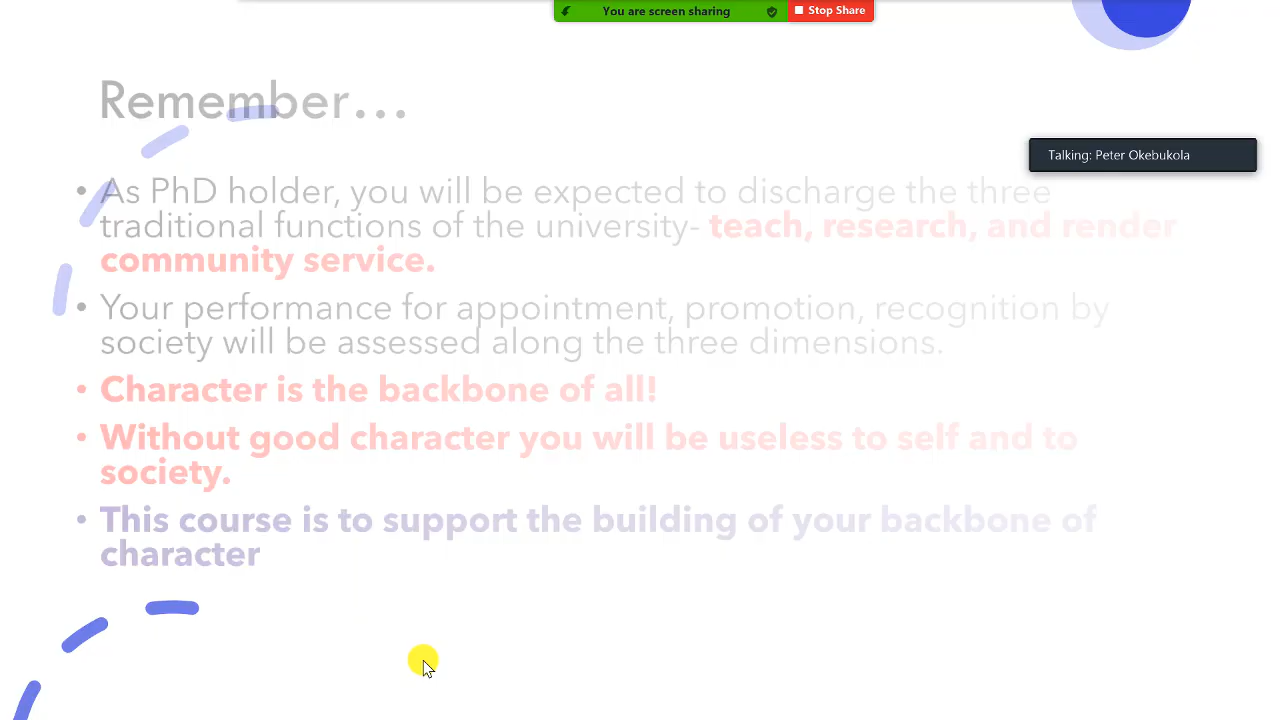 You are screen sharing
Stop Share
Remember...
Talking: Peter Okebukola
• As PhD holder, you will be expected to discharge the three
traditional functions of the university- teach, research, and render
community service.
• Your performance for appointment, promotion, recognition by
society will be assessed along the three dimensions.
• Character is the backbone of all!
• Without good character you will be useless to self and to
society.
• This course is to support the building of your backbone of
character